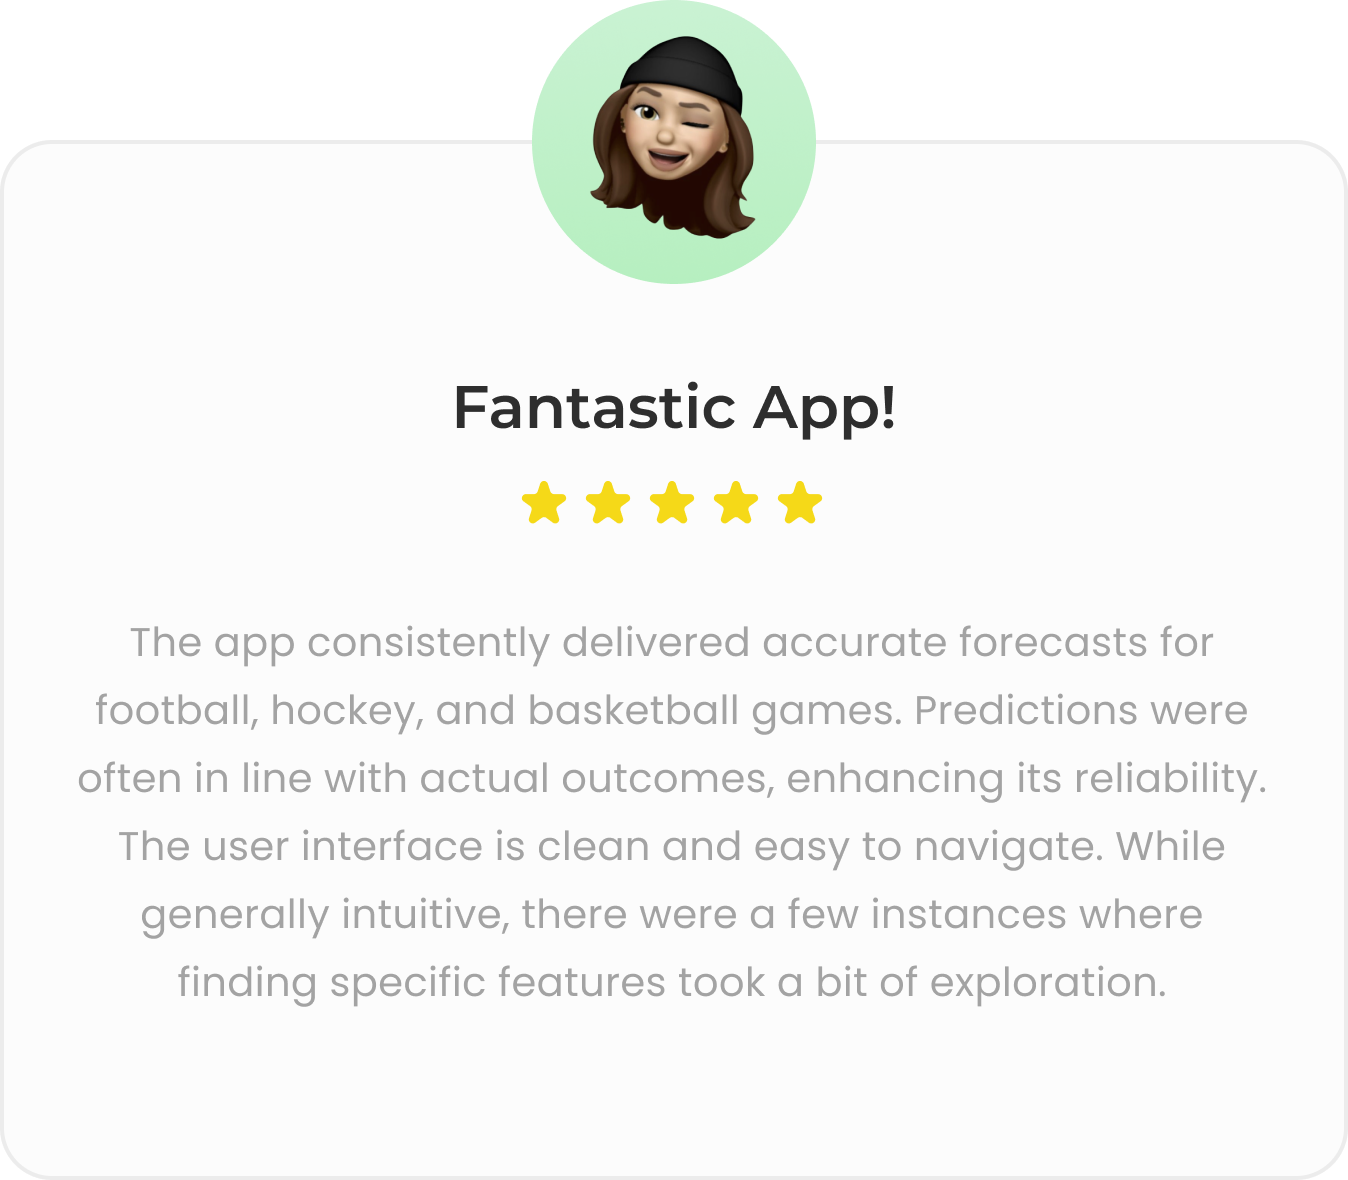 Fantastic App!
The app consistently delivered accurate forecasts for
football, hockey, and basketball games. Predictions were
often in line with actual outcomes, enhancing its reliability.
The user interface is clean and easy to navigate. While
generally intuitive, there were a few instances where
finding specific features took a bit of exploration.